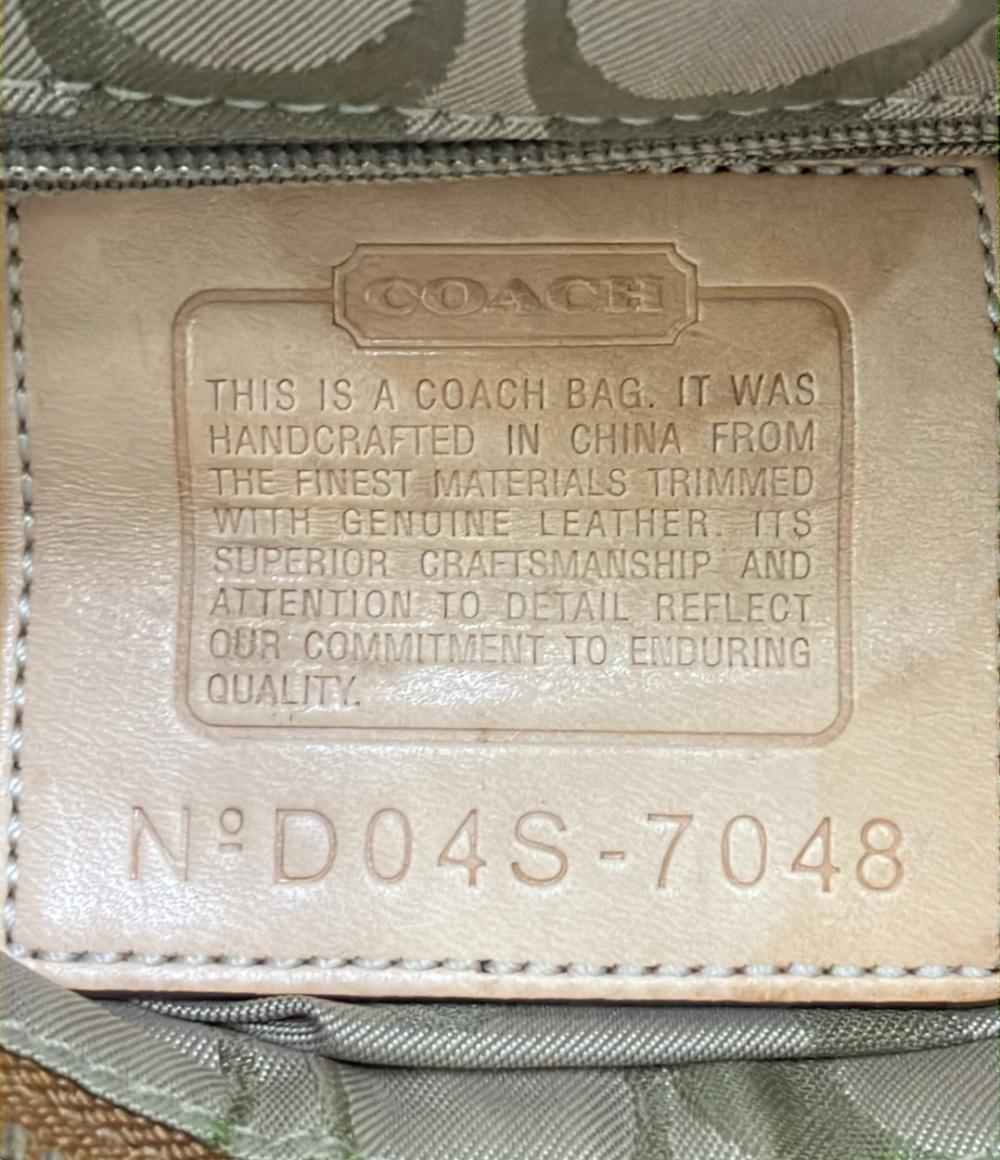 COACH
THIS IS A COACH BAG. IT WAS
HANDCRAFTED IN CHINA FROM
THE FINEST MATERIALS TRIMMED
WITH GENUINE LEATHER. ITS
SUPERIOR CRAFTSMANSHIP AND
ATTENTION TO DETAIL REFLECT
OUR COMMITMENT TO ENDURING
QUALITY.
Nº D04S-7048